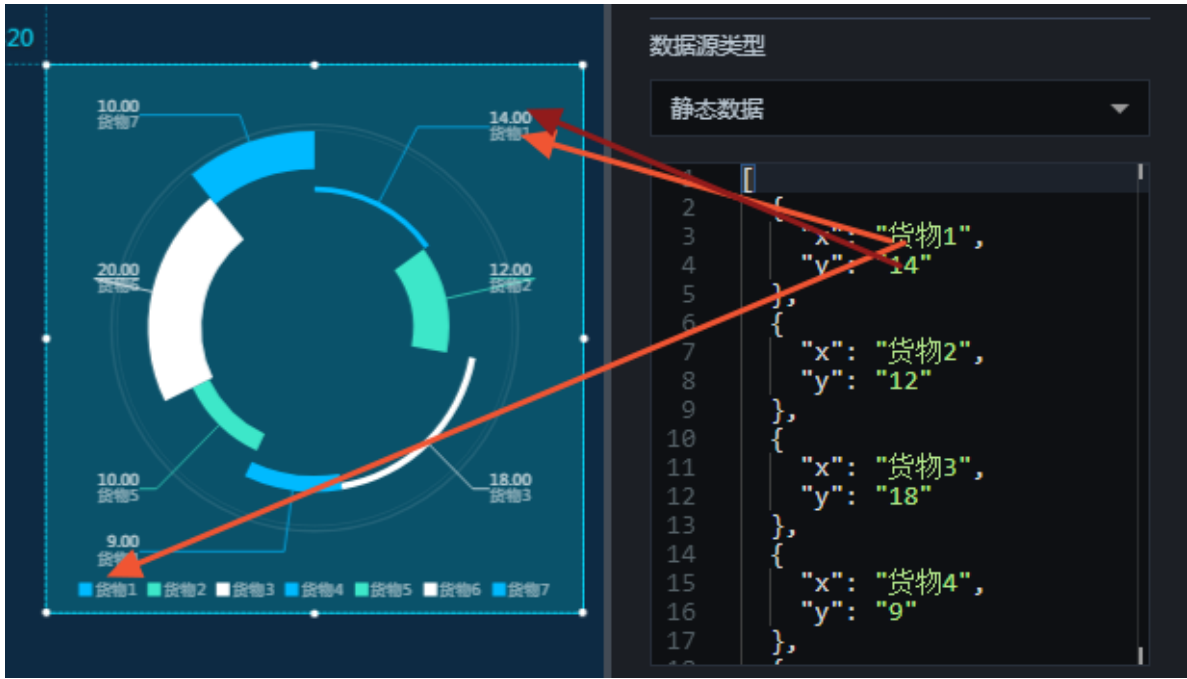 20
10.00
货物7
14.00
货物1
20.00
货物6
12.00
货物2
10.00
货物5
18.00
货物3
9.00
货物1 货物2 货物3 货物4 货物5 货物6 货物7
数据源类型
静态数据
1 [
2 {
3 "x": "货物1",
4 "y": "14"
5 },
6 {
7 "x": "货物2",
8 "y": "12"
9 },
10 {
11 "x": "货物3",
12 "y": "18"
13 },
14 {
15 "x": "货物4",
16 "y": "9"
17 },